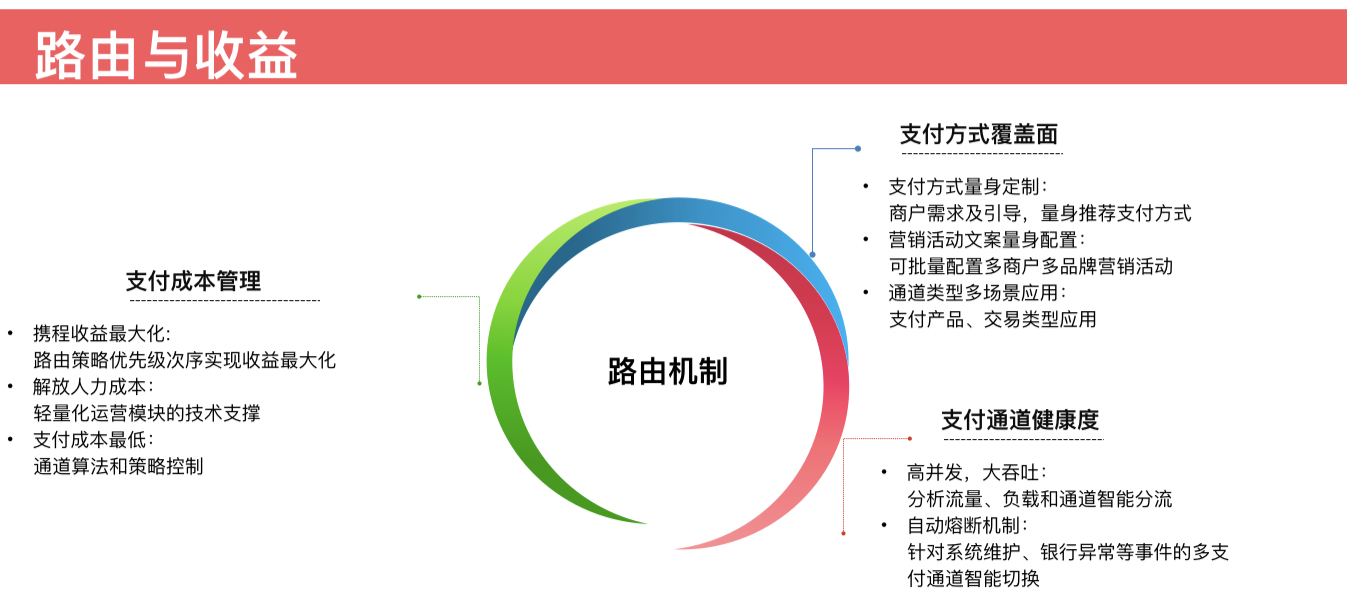 路由与收益
支付方式覆盖面
• 支付方式量身定制：
商户需求及引导，量身推荐支付方式
• 营销活动文案量身配置：
可批量配置多商户多品牌营销活动
• 通道类型多场景应用：
支付产品、交易类型应用
支付成本管理
• 携程收益最大化:
路由策略优先级次序实现收益最大化
• 解放人力成本：
轻量化运营模块的技术支撑
• 支付成本最低：
通道算法和策略控制
路由机制
支付通道健康度
• 高并发，大吞吐：
分析流量、负载和通道智能分流
• 自动熔断机制：
针对系统维护、银行异常等事件的多支
付通道智能切换